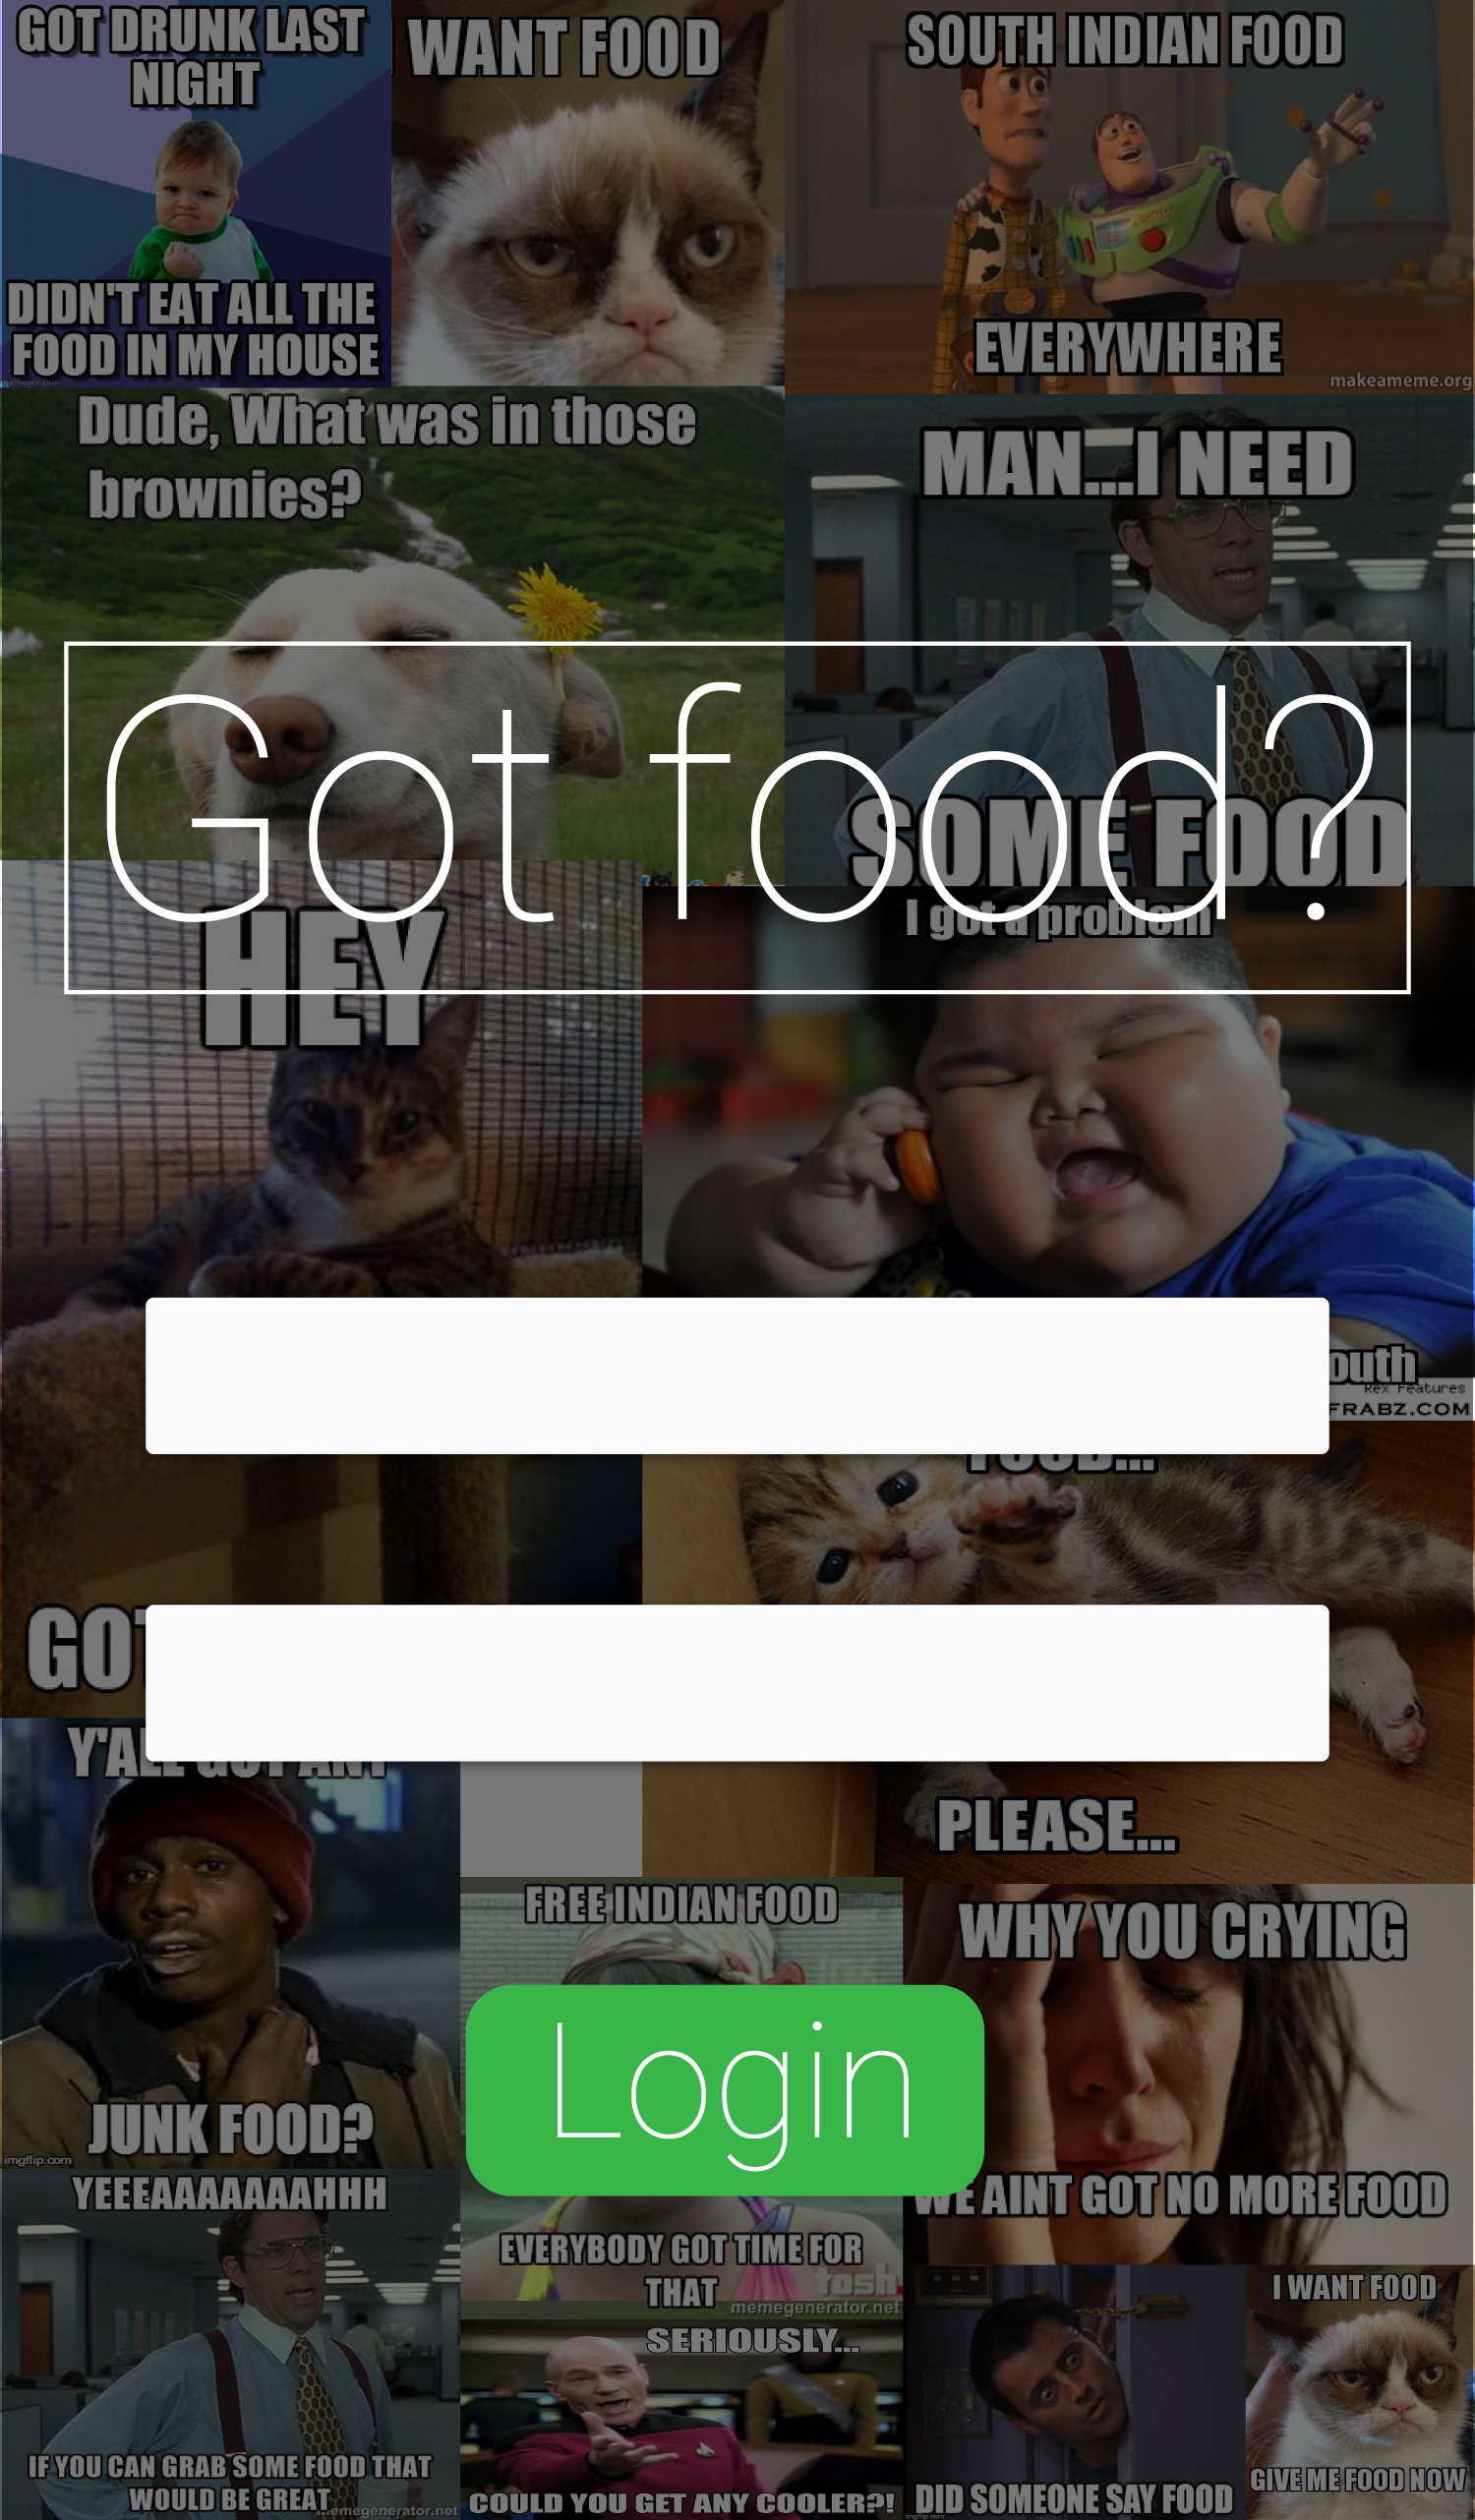 GOT DRUNK LAST
NIGHT
DIDN'T EAT ALL THE
FOOD IN MY HOUSE
WANT FOOD
SOUTH INDIAN FOOD
EVERYWHERE
makeameme.org
Dude, What was in those
brownies?
MAN...I NEED
SOME FOOD
Got food?
HEY
I got a problem
outh
Rex Features
FRABZ.COM
FOOD...
PLEASE...
GOT
Y'ALL GOT ANY
JUNK FOOD?
imgflip.com
FREE INDIAN FOOD
Login
EVERYBODY GOT TIME FOR
THAT
tosh.
memegenerator.net
WHY YOU CRYING
WE AINT GOT NO MORE FOOD
YEEEAAAAAAAHHH
IF YOU CAN GRAB SOME FOOD THAT
WOULD BE GREAT
memegenerator.net
SERIOUSLY...
COULD YOU GET ANY COOLER?!
DID SOMEONE SAY FOOD
imgflip.com
I WANT FOOD
GIVE ME FOOD NOW